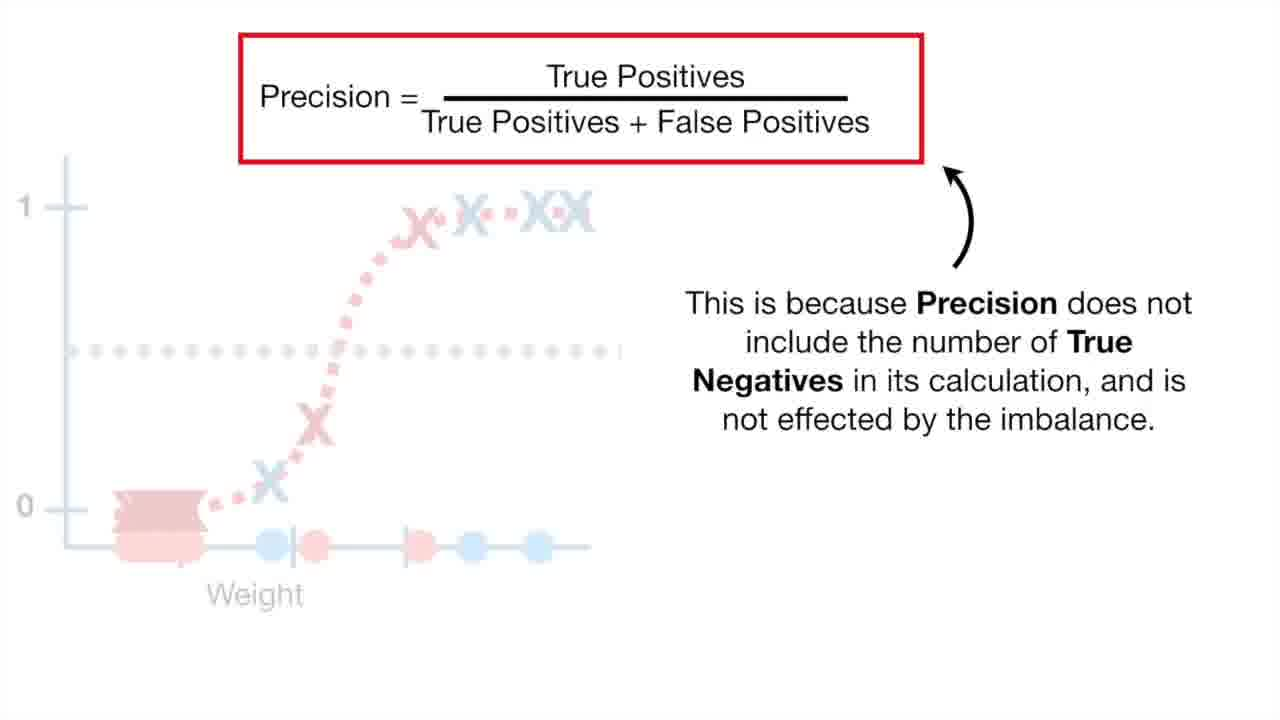 True Positives
Precision =
True Positives + False Positives
1
This is because Precision does not
include the number of True
Negatives in its calculation, and is
not effected by the imbalance.
0
Weight